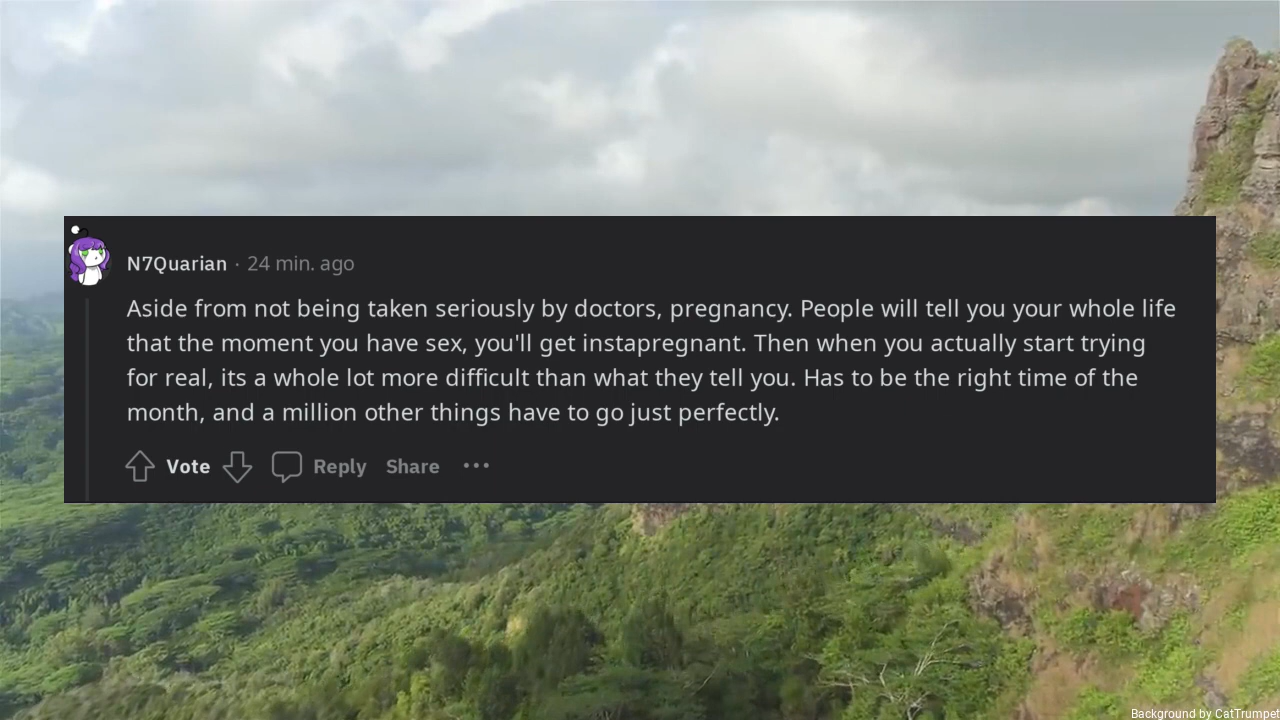 N7Quarian · 24 min. ago
Aside from not being taken seriously by doctors, pregnancy. People will tell you your whole life
that the moment you have sex, you'll get instapregnant. Then when you actually start trying
for real, its a whole lot more difficult than what they tell you. Has to be the right time of the
month, and a million other things have to go just perfectly.
Vote Reply Share •••
Background by CatTrumpet